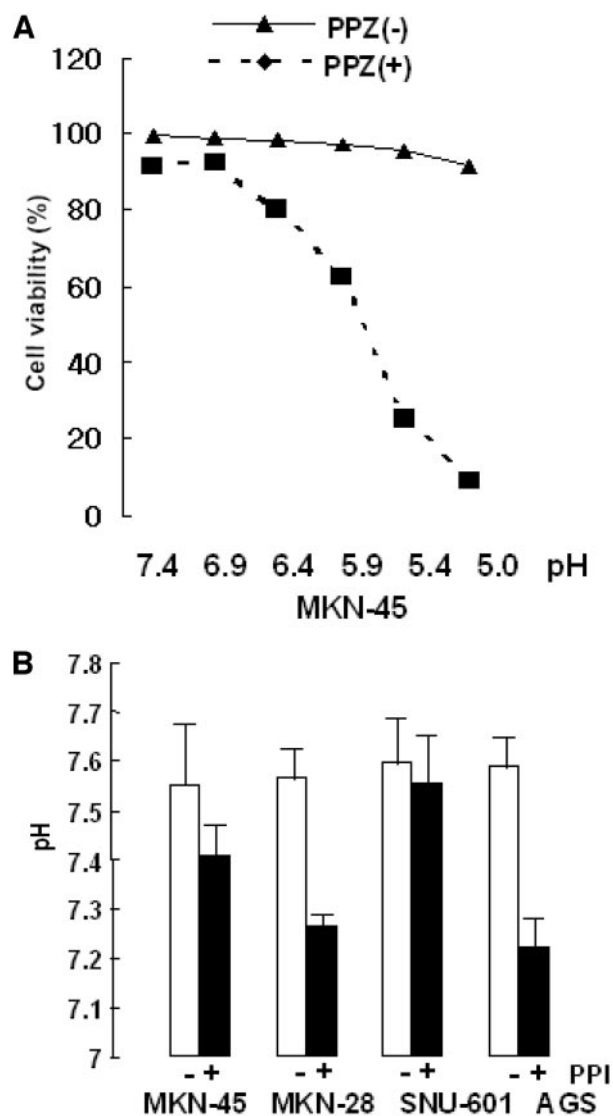 A
PPZ(-)
PPZ(+)
Cell viability (%)
120
100
80
60
40
20
0
7.4 6.9 6.4 5.9 5.4 5.0 pH
MKN-45
B
pH
7.8
7.7
7.6
7.5
7.4
7.3
7.2
7.1
7
- + - + - + - + PPI
MKN-45 MKN-28 SNU-601 AGS